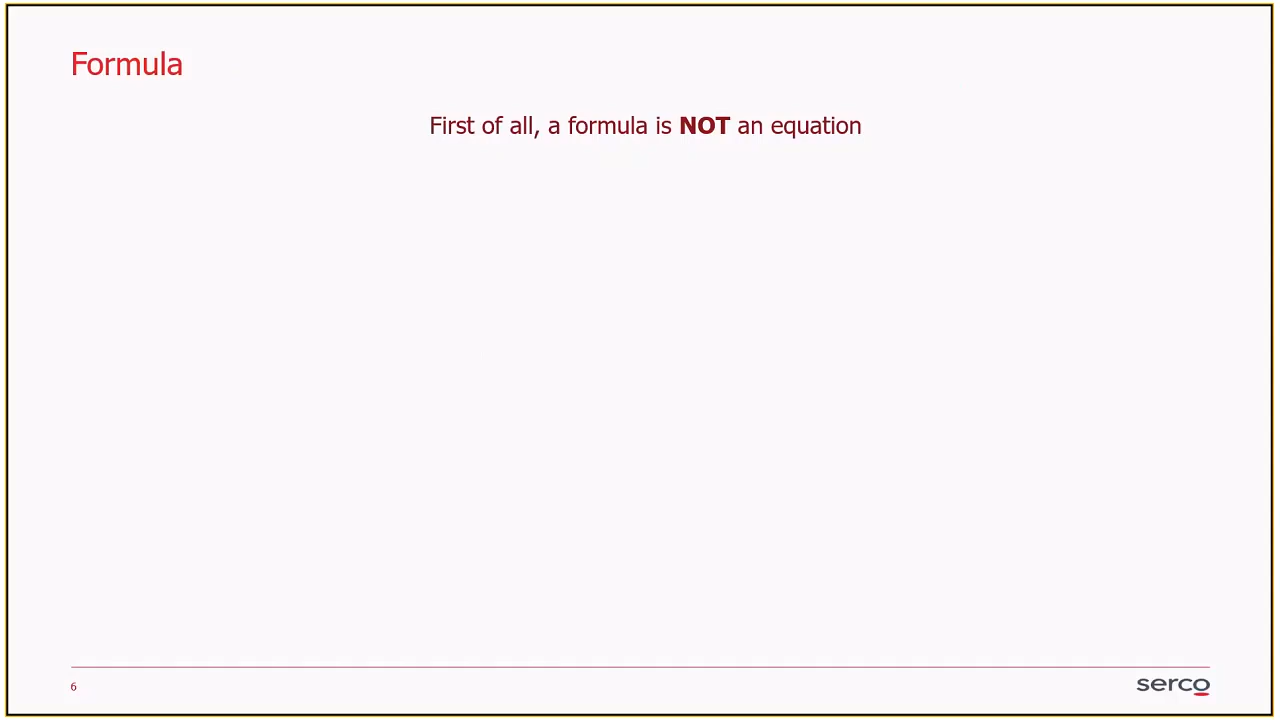 Formula
First of all, a formula is NOT an equation
6
serco